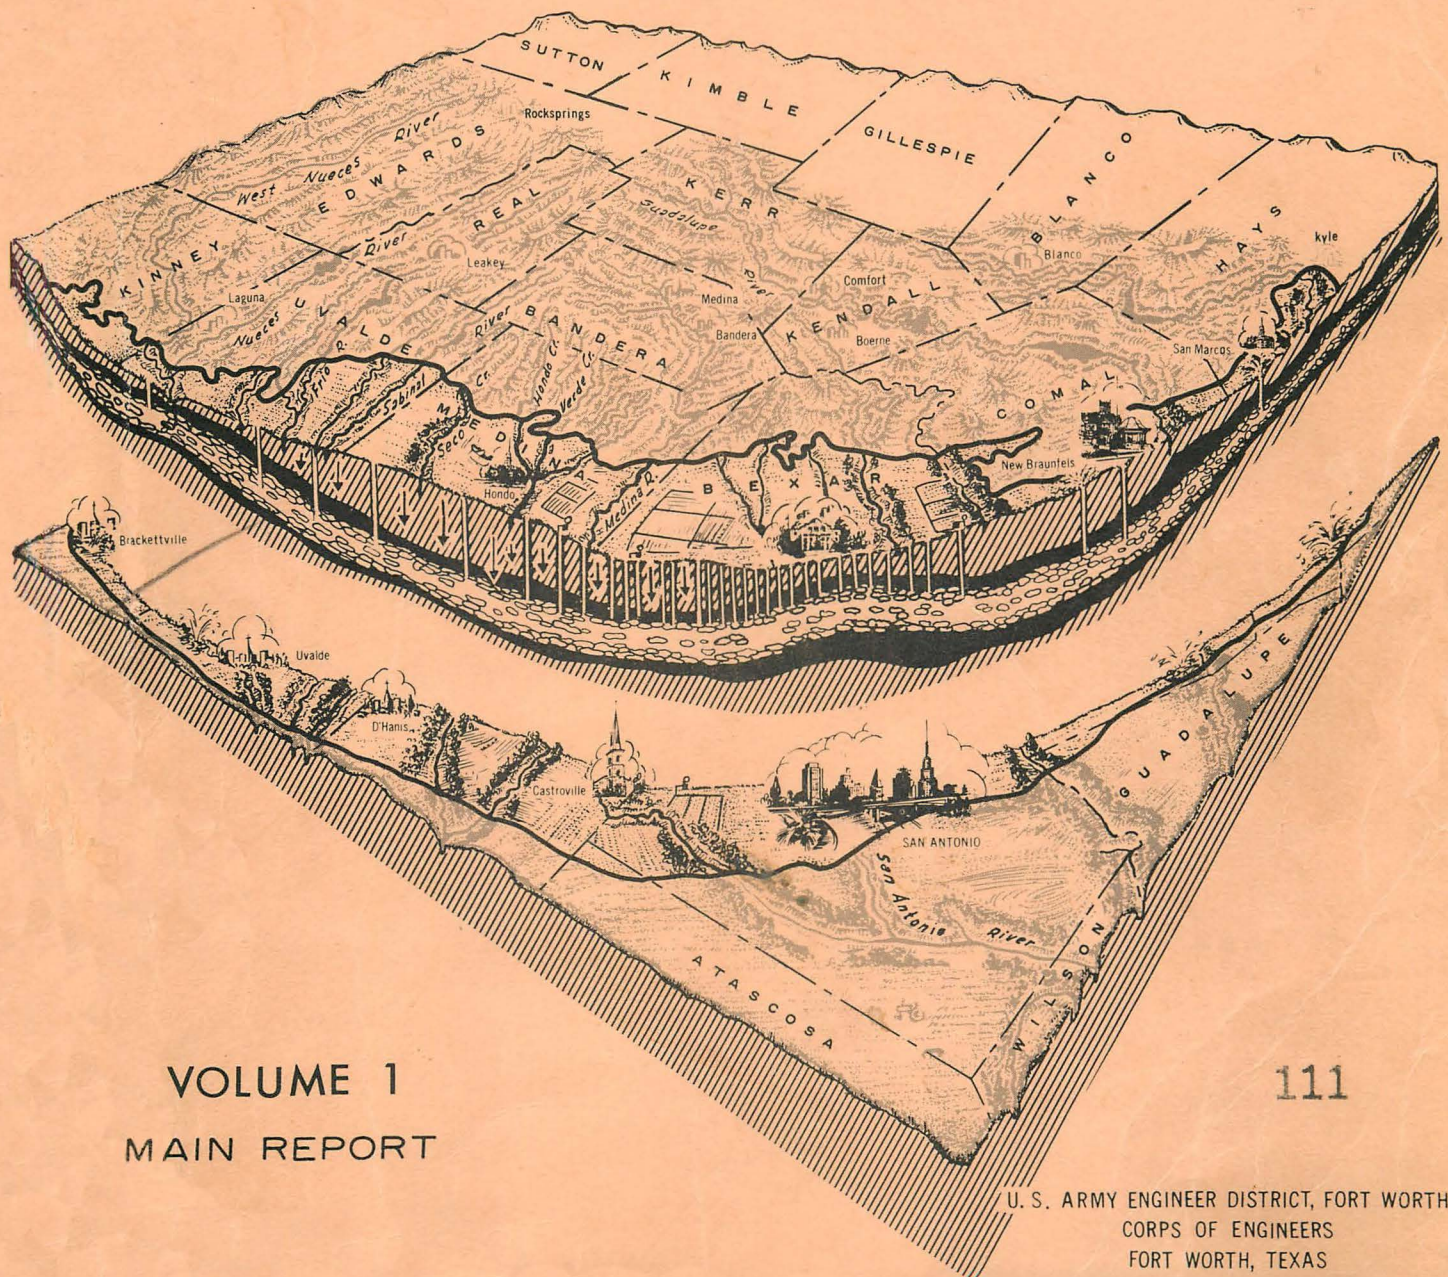 SUTTON
KIMBLE
GILLESPIE
BLANCO
HAYS
Rocksprings
West Nueces River
EDWARDS
REAL
KERR
Guadalupe
River
kyle
Blanco
KINNEY
River
Leakey
Comfort
KENDALL
Medina
Laguna
Nueces
UVALDE
River
BANDERA
Bandera
Boerne
San Marcos
Frio R.
Sabinal
Hondo Cr.
Verde Cr.
COMAL
Seco
Cr.
MEDINA
New Braunfels
Hondo
Medina R.
BEXAR
Brackettville
Uvalde
D'Hanis
Castroville
SAN ANTONIO
San Antonio River
GUADALUPE
WILSON
ATASCOSA
VOLUME 1
MAIN REPORT
111
U. S. ARMY ENGINEER DISTRICT, FORT WORTH
CORPS OF ENGINEERS
FORT WORTH, TEXAS